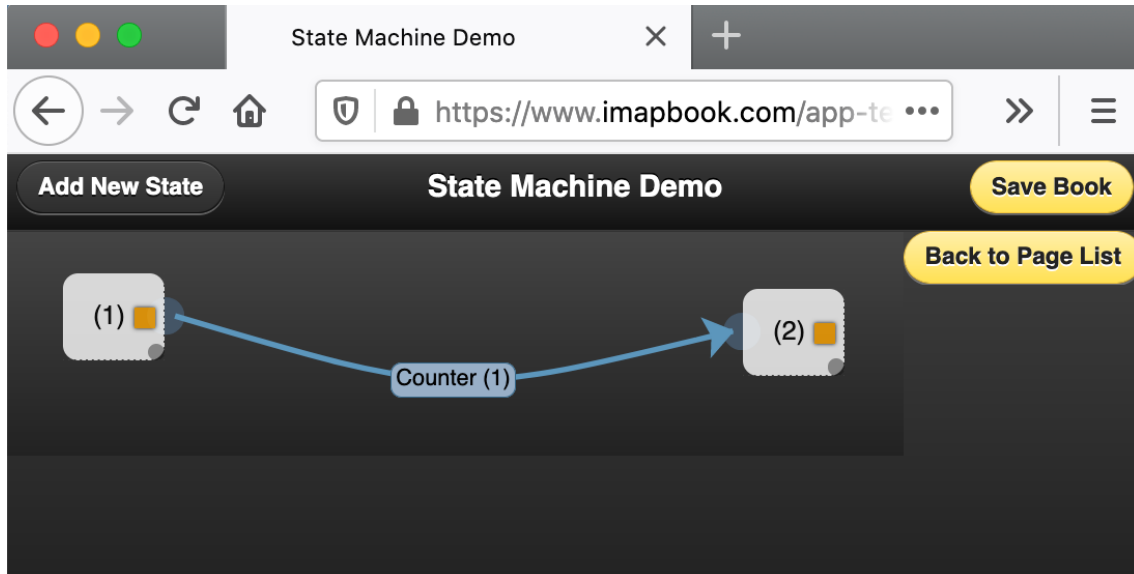 State Machine Demo
https://www.imapbook.com/app-te
Add New State
State Machine Demo
Save Book
Back to Page List
(1)
Counter (1)
(2)